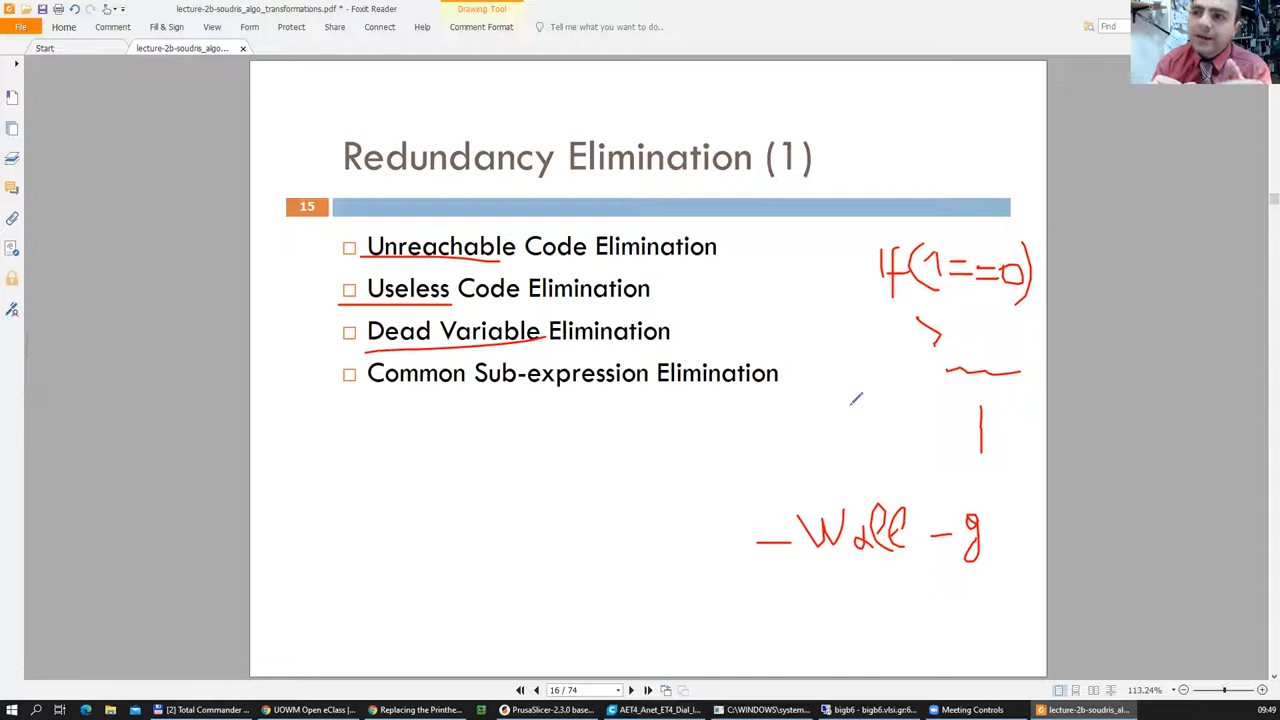 lecture-2b-soudris_algo_transformations.pdf * - Foxit Reader
Drawing Tool
File
Home
Comment
Fill & Sign
View
Form
Protect
Share
Connect
Help
Comment Format
Tell me what you want to do...
Find
Start
lecture-2b-soudris_algo...
Redundancy Elimination (1)
15
Unreachable Code Elimination
If(1==0)
Useless Code Elimination
Dead Variable Elimination
Common Sub-expression Elimination
-Wall -g
16 / 74
113.24%
[2] Total Commander
UOWM Open eClass | ...
Replacing the Printhe...
PrusaSlicer-2.3.0 base...
AET4_Anet_ET4_Dial_I...
C:\WINDOWS\system...
bigb6 - bigb6.vlsi.gr:6...
Meeting Controls
lecture-2b-soudris_al...
09:49